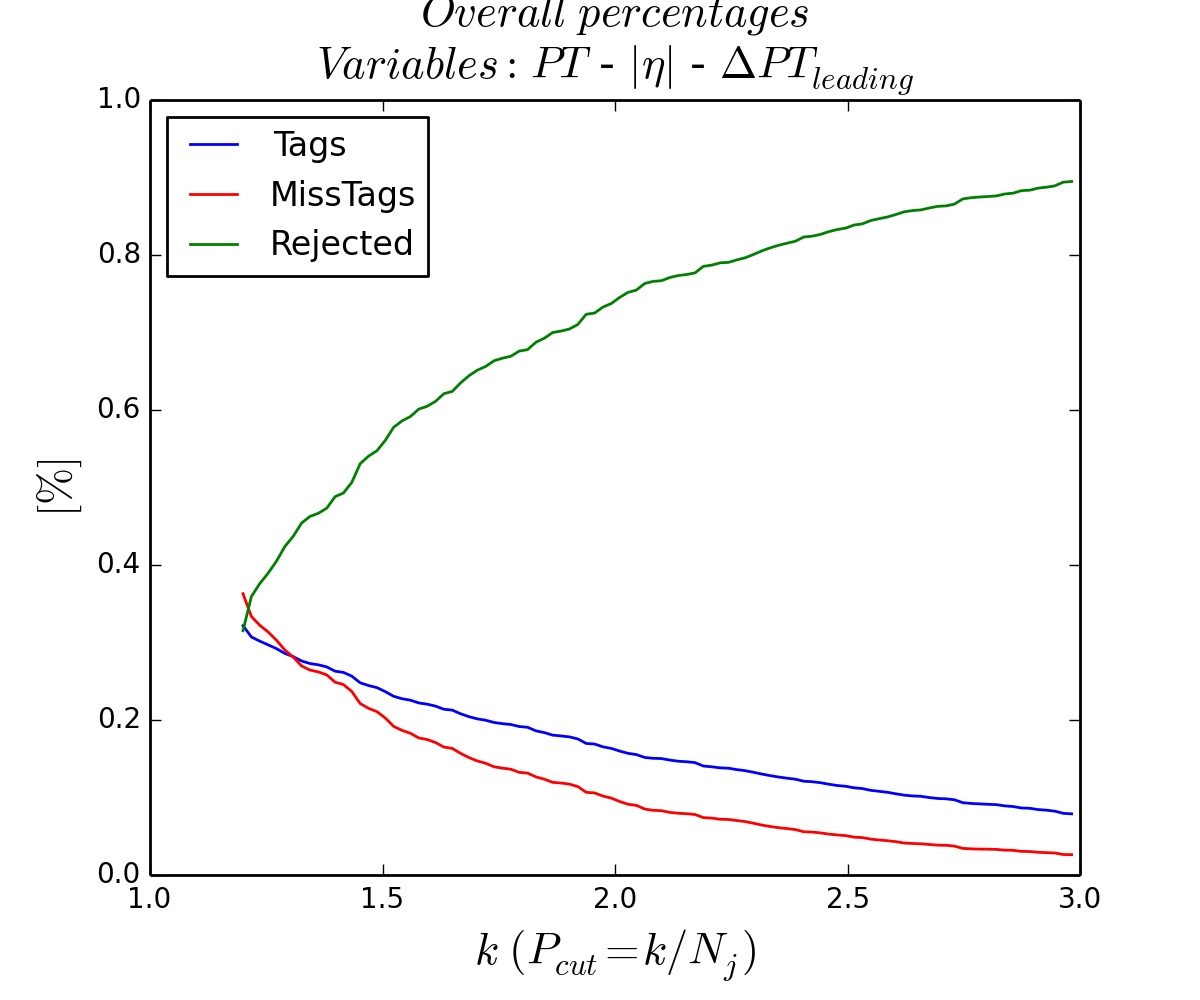 Overall percentages
Variables : PT - |η| - ΔPT_leading
1.0
Tags
MissTags
Rejected
0.8
0.6
[%]
0.4
0.2
0.0
1.0 1.5 2.0 2.5 3.0
k (P_cut = k/N_j)